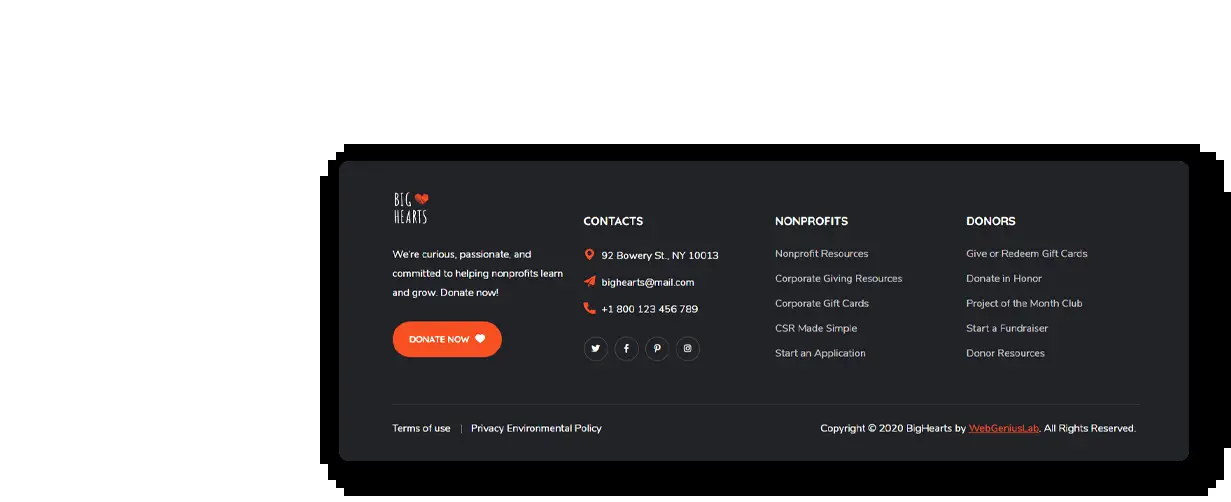 BIG
HEARTS
We're curious, passionate, and
committed to helping nonprofits learn
and grow. Donate now!
DONATE NOW
CONTACTS
92 Bowery St., NY 10013
bighearts@mail.com
+1 800 123 456 789
NONPROFITS
Nonprofit Resources
Corporate Giving Resources
Corporate Gift Cards
CSR Made Simple
Start an Application
DONORS
Give or Redeem Gift Cards
Donate in Honor
Project of the Month Club
Start a Fundraiser
Donor Resources
Terms of use | Privacy Environmental Policy
Copyright © 2020 BigHearts by WebGeniusLab. All Rights Reserved.